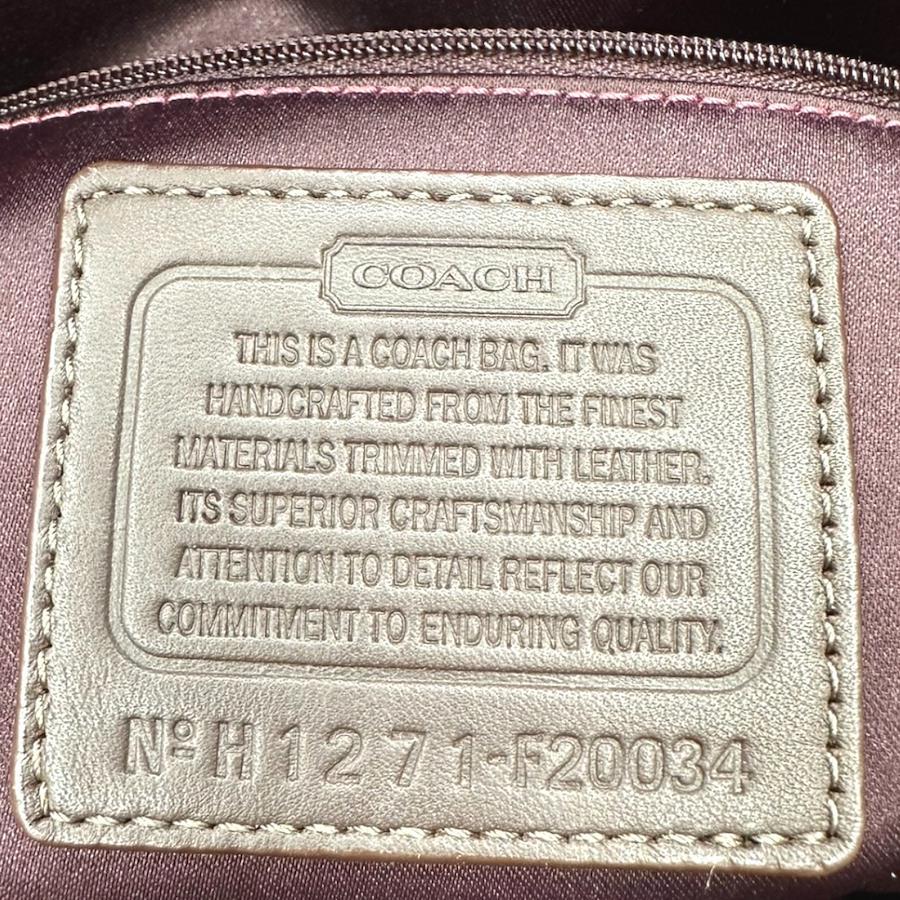 COACH
THIS IS A COACH BAG. IT WAS
HANDCRAFTED FROM THE FINEST
MATERIALS TRIMMED WITH LEATHER.
ITS SUPERIOR CRAFTSMANSHIP AND
ATTENTION TO DETAIL REFLECT OUR
COMMITMENT TO ENDURING QUALITY.
Nº H1271-F20034